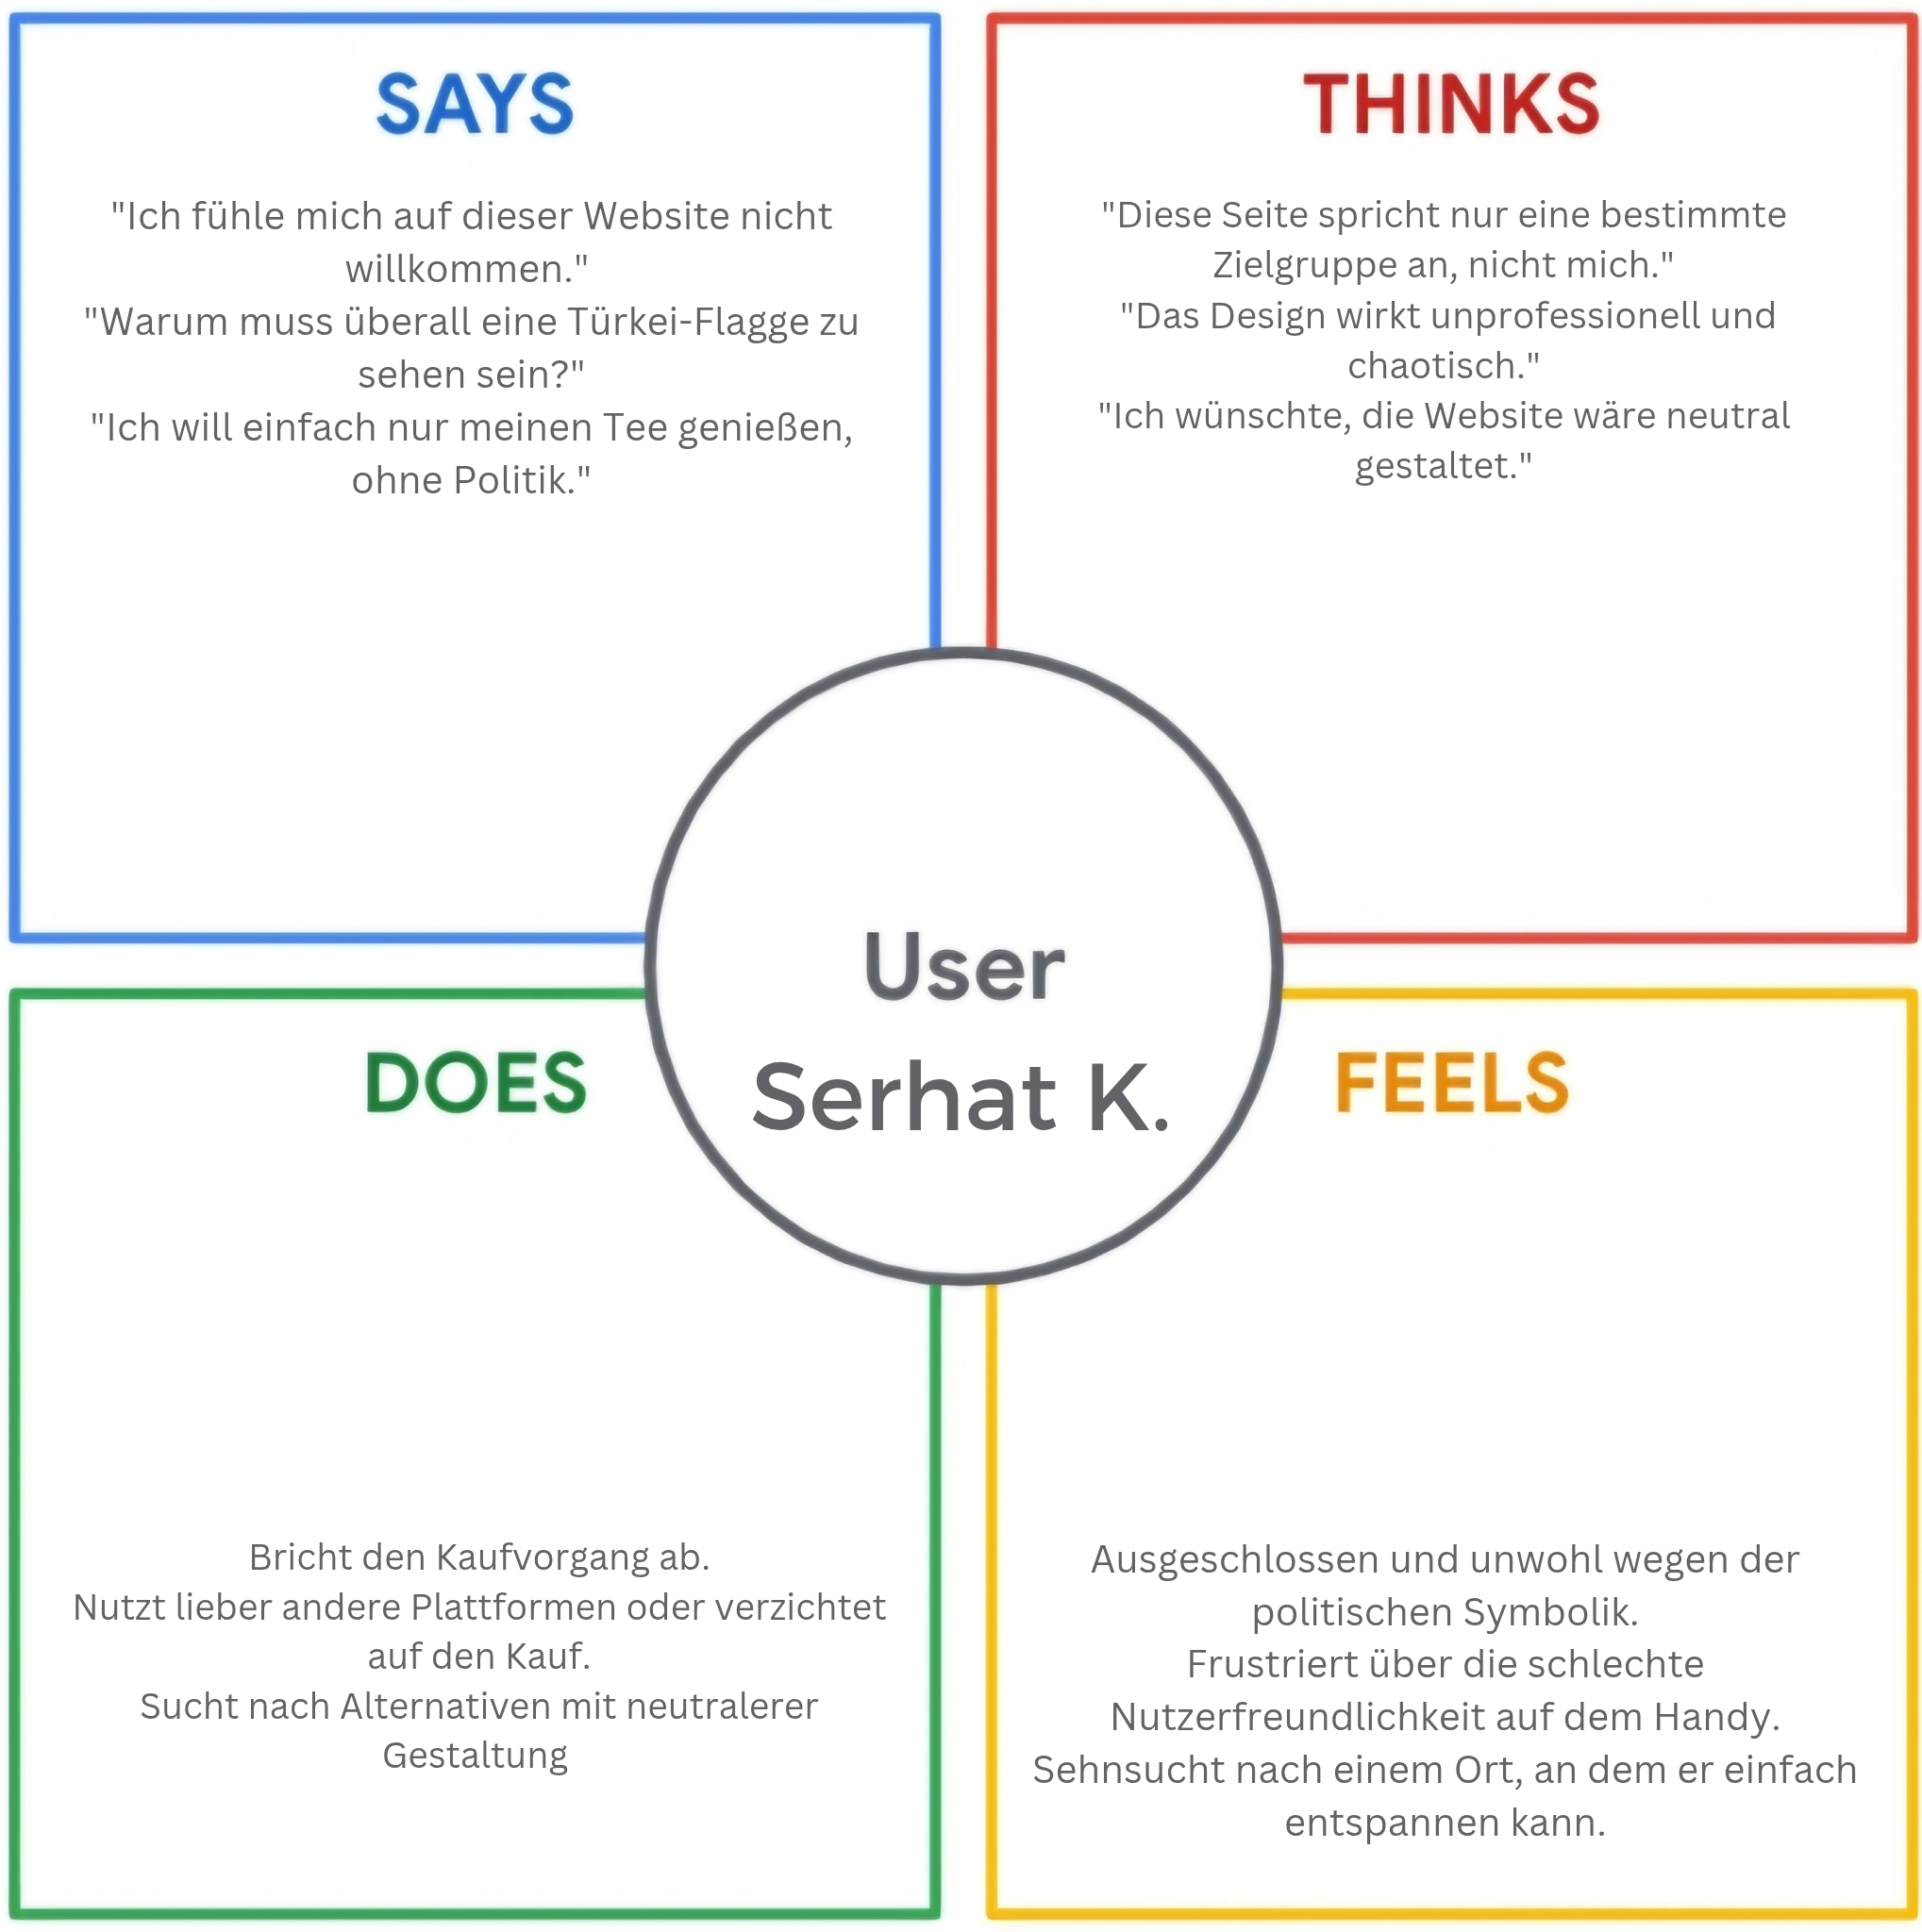 SAYS
"Ich fühle mich auf dieser Website nicht
willkommen."
"Warum muss überall eine Türkei-Flagge zu
sehen sein?"
"Ich will einfach nur meinen Tee genießen,
ohne Politik."
THINKS
"Diese Seite spricht nur eine bestimmte
Zielgruppe an, nicht mich."
"Das Design wirkt unprofessionell und
chaotisch."
"Ich wünschte, die Website wäre neutral
gestaltet."
User
Serhat K.
DOES
Bricht den Kaufvorgang ab.
Nutzt lieber andere Plattformen oder verzichtet
auf den Kauf.
Sucht nach Alternativen mit neutralerer
Gestaltung
FEELS
Ausgeschlossen und unwohl wegen der
politischen Symbolik.
Frustriert über die schlechte
Nutzerfreundlichkeit auf dem Handy.
Sehnsucht nach einem Ort, an dem er einfach
entspannen kann.